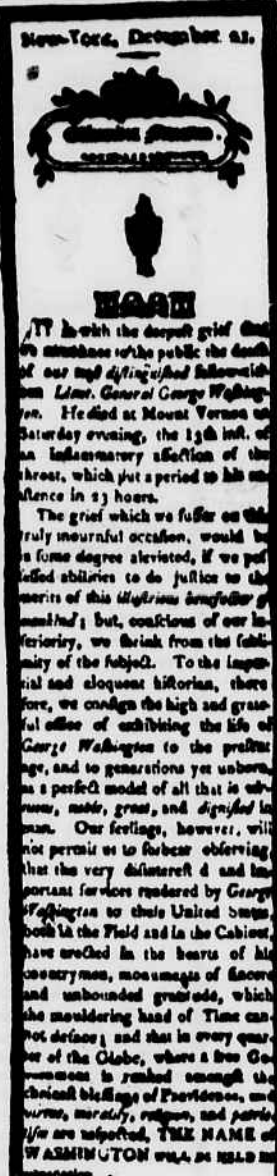 New-York, December 21.
IT is with the deepest grief that
we announce to the public the death
of our most distinguished fellow-citi-
zen Lieut. General George Washing-
ton. He died at Mount Vernon on
Saturday evening, the 13th inst. of
an inflammatory affection of the
throat, which put a period to his ex-
istence in 23 hours.
The grief which we suffer on this
truly mournful occasion, would be
in some degree aleviated, if we pos-
sessed abilities to do justice to the
merits of this illustrious benefactor of
mankind; but, conscious of our in-
feriority, we shrink from the subli-
mity of the subject. To the impar-
tial and eloquent historian, there
fore, we consign the high and grate-
ful office of exhibiting the life of
George Washington to the present
age, and to generations yet unborn,
as a perfect model of all that is vir-
tuous, noble, great, and dignified in
man. Our feelings, however, will
not permit us to forbear observing,
that the very disinterest d and im-
portant services rendered by George
Washington to these United States
both in the Field and in the Cabinet,
have erected in the hearts of his
countrymen, monuments of sincere
and unbounded gratitude, which
the mouldering hand of Time can-
not deface; and that in every quar-
ter of the Globe, where a free Go-
vernment is ranked amongst the
choicest blessings of Providence, and
virtue, morality, religion, and patrio-
tism are respected, THE NAME of
WASHINGTON WILL BE HELD IN